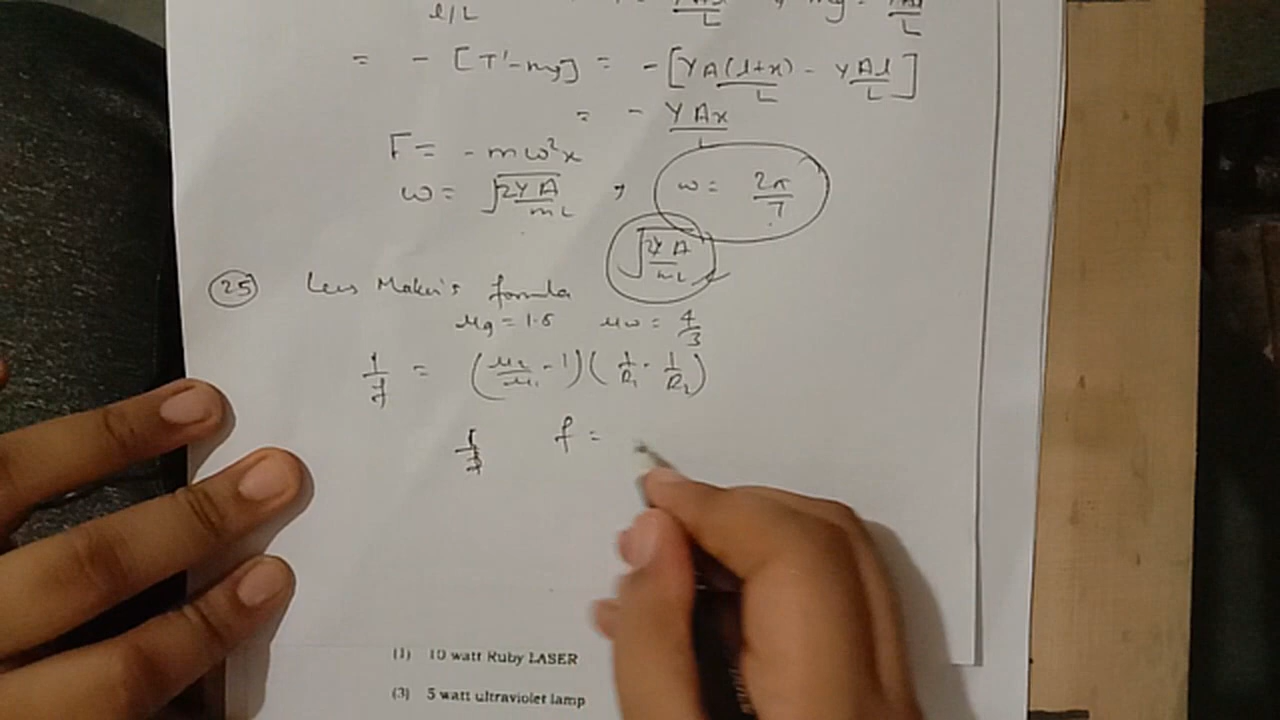 l/L
= - [T'-mg] = - [YA(l+x)/L - YAl/L]
= - YAx/L
F = - mω²x
ω = √(2YA/mL) , ω = 2π/T
√(2YA/mL)
25 Lens Maker's formula
μg = 1.5 μω = 4/3
1/f = (μ2/μ1 - 1)(1/R1 - 1/R2)
f =
(1) 10 watt Ruby LASER
(3) 5 watt ultraviolet lamp